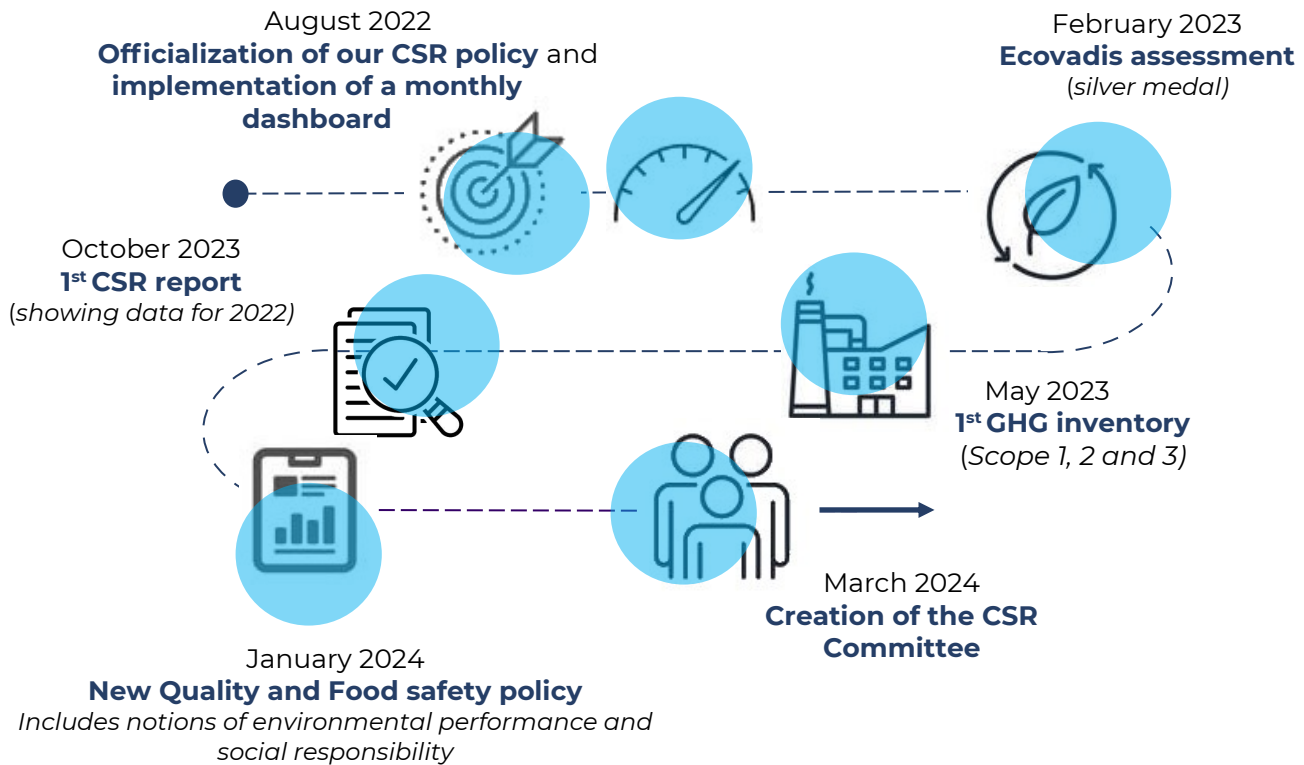 August 2022
Officialization of our CSR policy and
implementation of a monthly
dashboard
February 2023
Ecovadis assessment
(silver medal)
October 2023
1st CSR report
(showing data for 2022)
May 2023
1st GHG inventory
(Scope 1, 2 and 3)
March 2024
Creation of the CSR
Committee
January 2024
New Quality and Food safety policy
Includes notions of environmental performance and
social responsibility